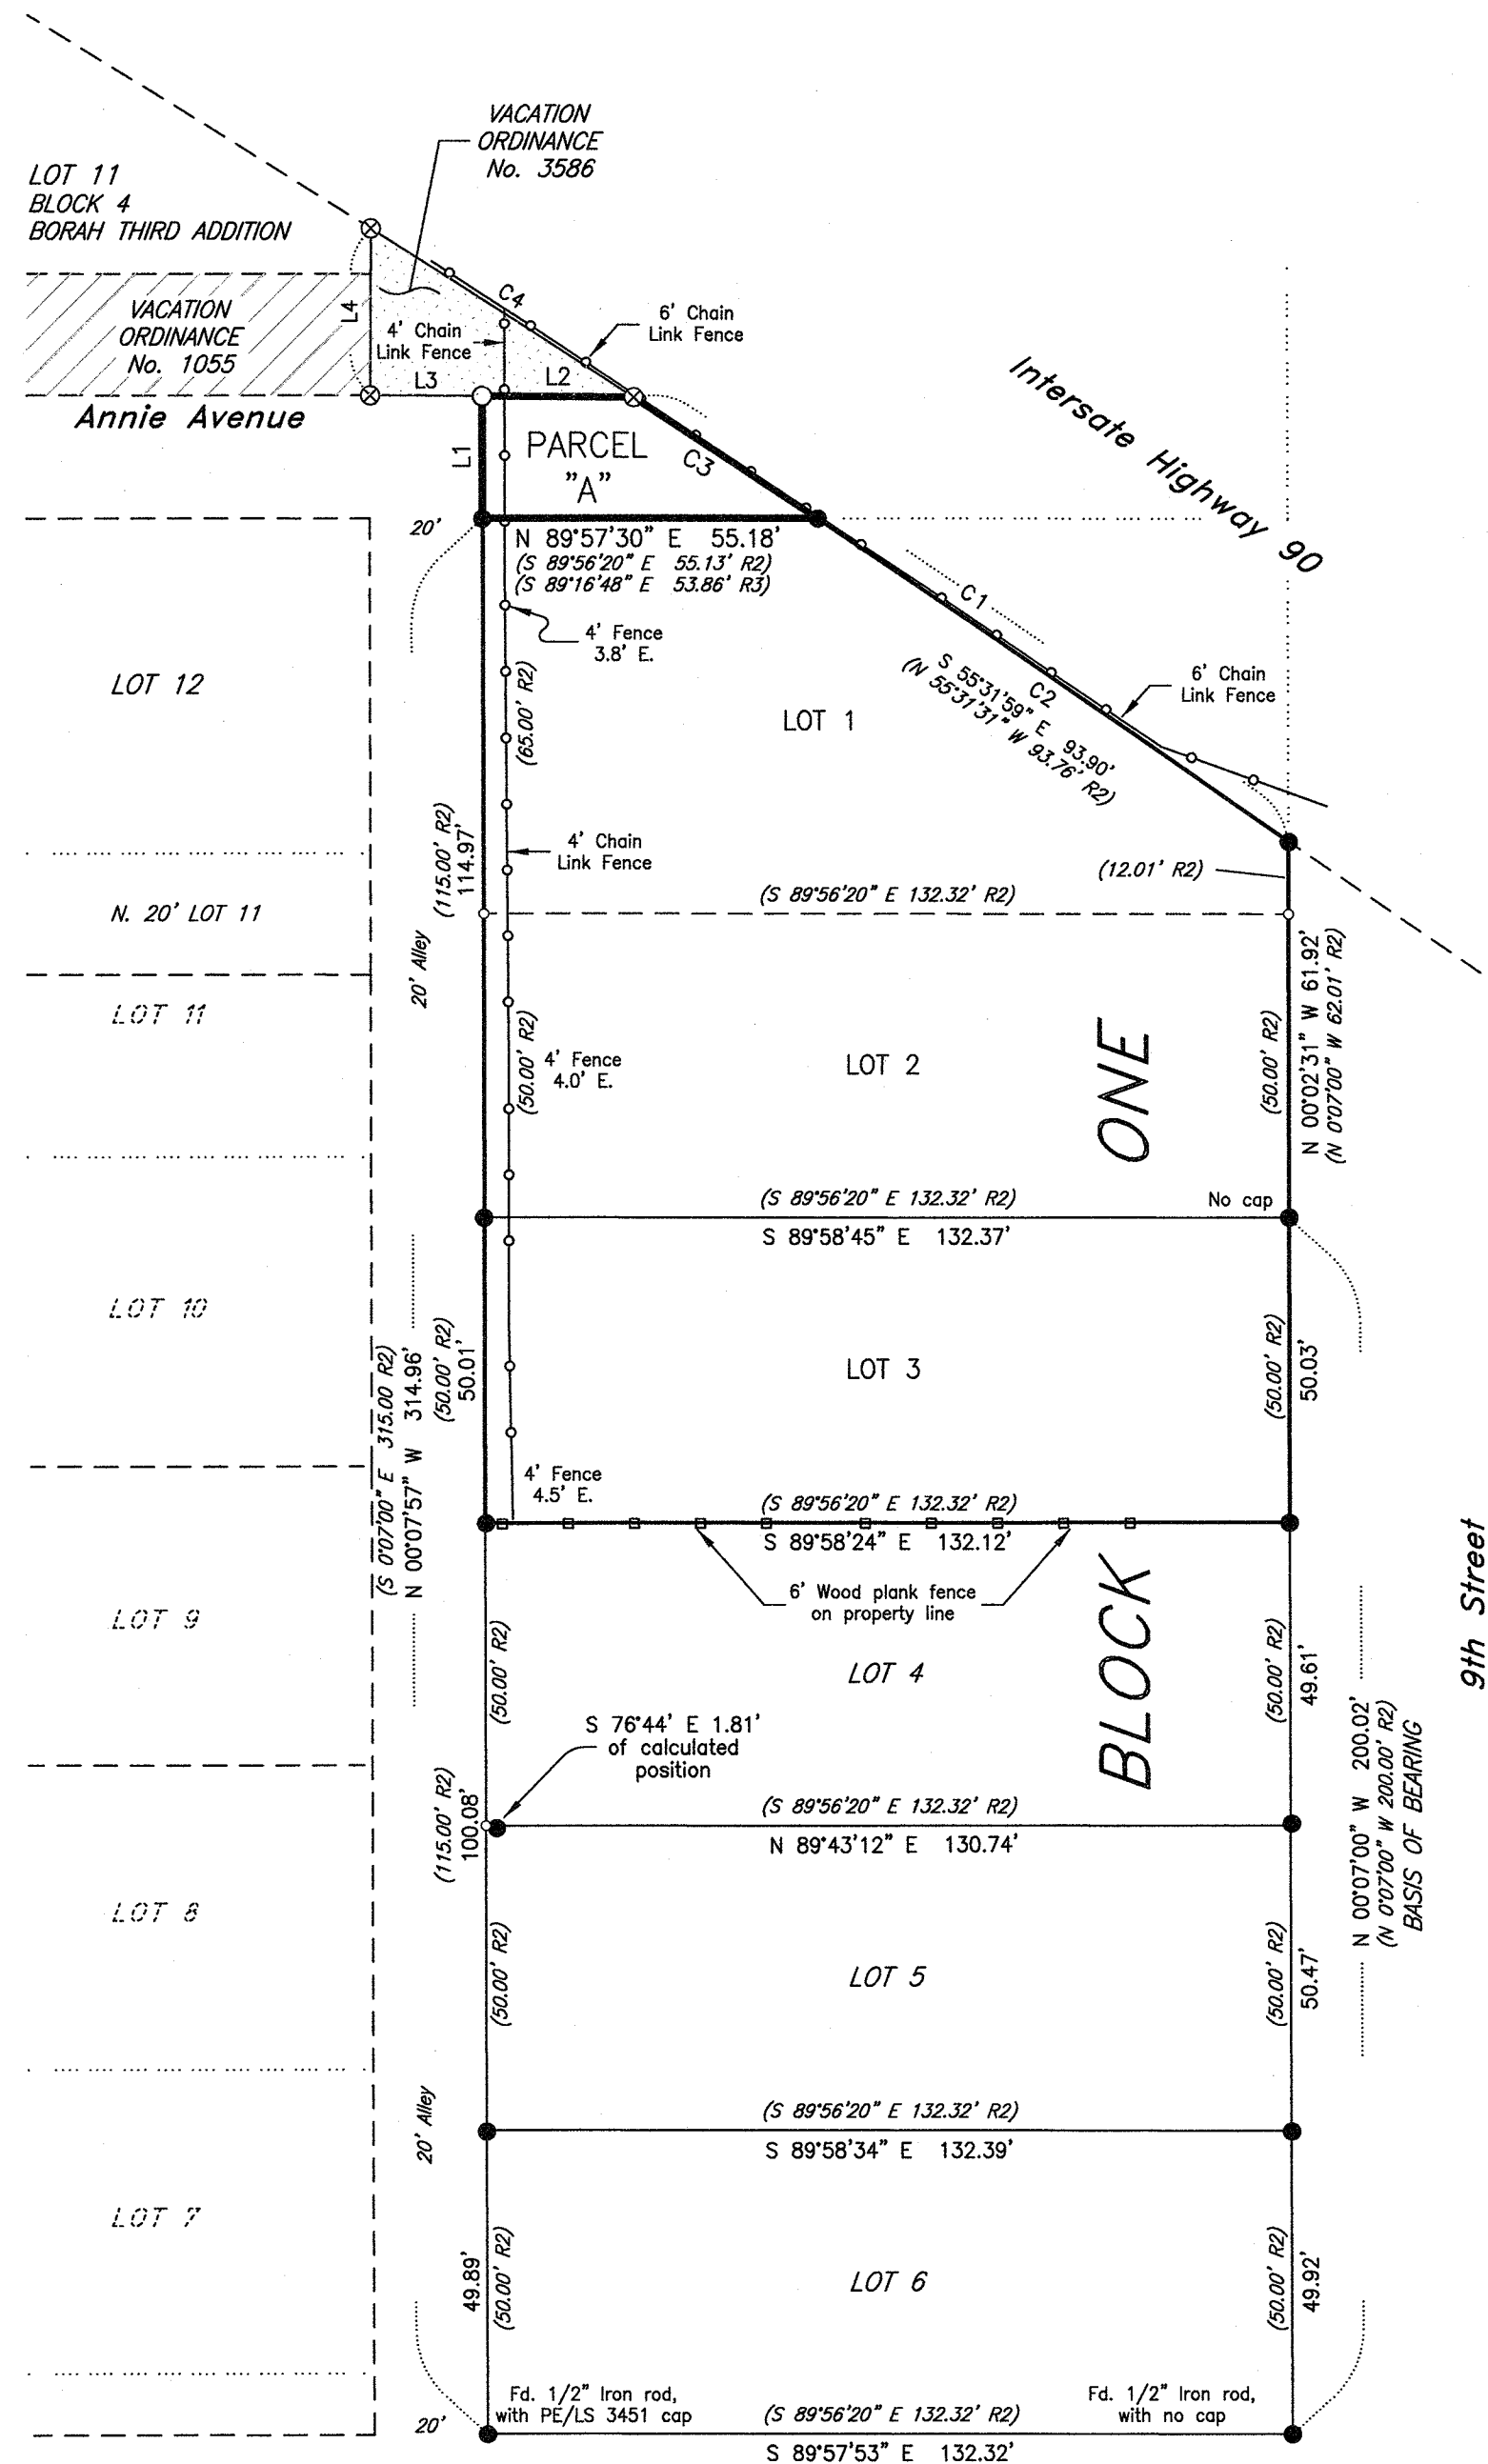 VACATION
ORDINANCE
No. 3586
LOT 11
BLOCK 4
BORAH THIRD ADDITION
VACATION
ORDINANCE
No. 1055
L4
C4
4' Chain
Link Fence
6' Chain
Link Fence
L3
L2
Annie Avenue
Intersate Highway 90
L1
PARCEL
"A"
C3
20'
N 89°57'30" E 55.18'
(S 89°56'20" E 55.13' R2)
(S 89°16'48" E 53.86' R3)
C1
4' Fence
3.8' E.
LOT 12
(65.00' R2)
LOT 1
C2
S 55°31'59" E 93.90'
(N 55°31'31" W 93.76' R2)
6' Chain
Link Fence
(115.00' R2)
114.97'
4' Chain
Link Fence
(12.01' R2)
(S 89°56'20" E 132.32' R2)
N. 20' LOT 11
20' Alley
LOT 11
(50.00' R2)
4' Fence
4.0' E.
LOT 2
ONE
(50.00' R2)
N 00°02'31" W 61.92'
(N 0°07'00" W 62.01' R2)
(S 89°56'20" E 132.32' R2)
No cap
S 89°58'45" E 132.37'
LOT 10
(S 0°07'00" E 315.00 R2)
N 00°07'57" W 314.96'
(50.00' R2)
50.01'
LOT 3
(50.00' R2)
50.03'
4' Fence
4.5' E.
(S 89°56'20" E 132.32' R2)
S 89°58'24" E 132.12'
6' Wood plank fence
on property line
BLOCK
9th Street
LOT 9
(50.00' R2)
LOT 4
(50.00' R2)
49.61'
S 76°44' E 1.81'
of calculated
position
N 00°07'00" W 200.02'
(N 0°07'00" W 200.00' R2)
BASIS OF BEARING
(115.00' R2)
100.08'
(S 89°56'20" E 132.32' R2)
N 89°43'12" E 130.74'
LOT 8
(50.00' R2)
LOT 5
(50.00' R2)
50.47'
20' Alley
(S 89°56'20" E 132.32' R2)
S 89°58'34" E 132.39'
LOT 7
49.89'
(50.00' R2)
LOT 6
(50.00' R2)
49.92'
Fd. 1/2" Iron rod,
with PE/LS 3451 cap
Fd. 1/2" Iron rod,
with no cap
20'
(S 89°56'20" E 132.32' R2)
S 89°57'53" E 132.32'